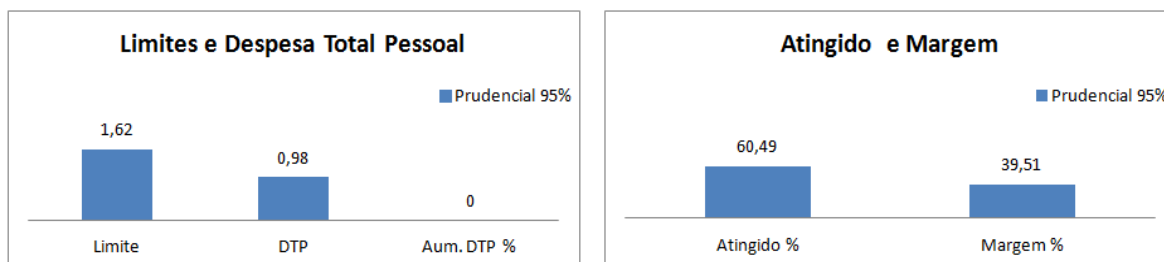 Limites e Despesa Total Pessoal
Prudencial 95%
1,62
0,98
0
Limite
DTP
Aum. DTP %
Atingido e Margem
Prudencial 95%
60,49
39,51
Atingido %
Margem %